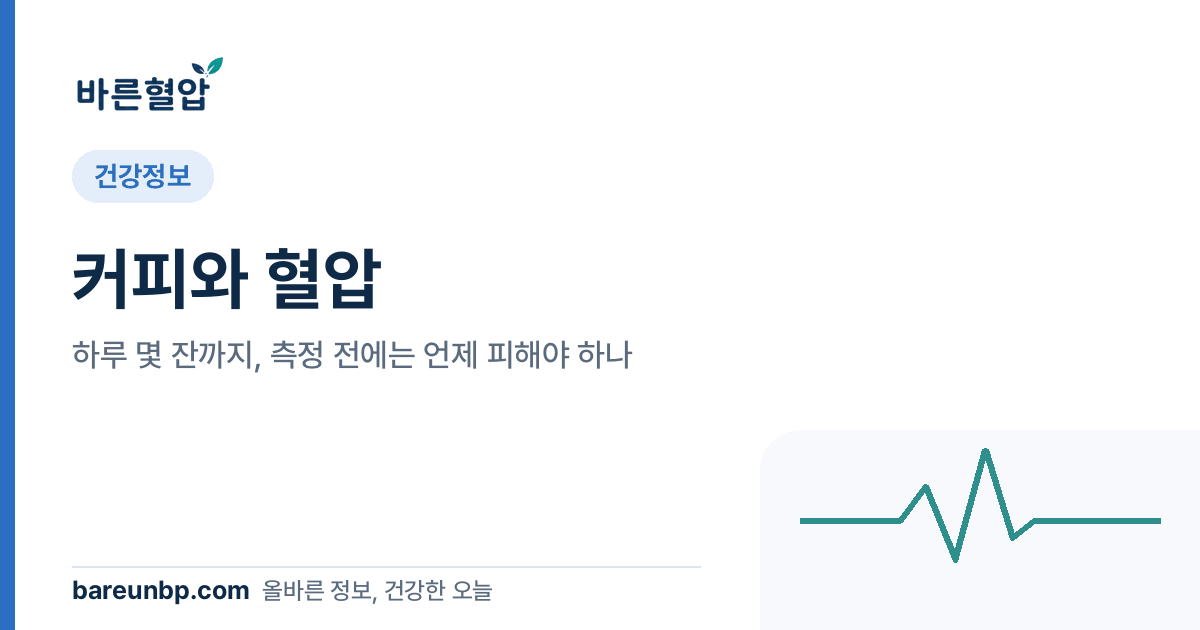 바른혈압
건강정보
커피와 혈압
하루 몇 잔까지, 측정 전에는 언제 피해야 하나
bareunbp.com 올바른 정보, 건강한 오늘